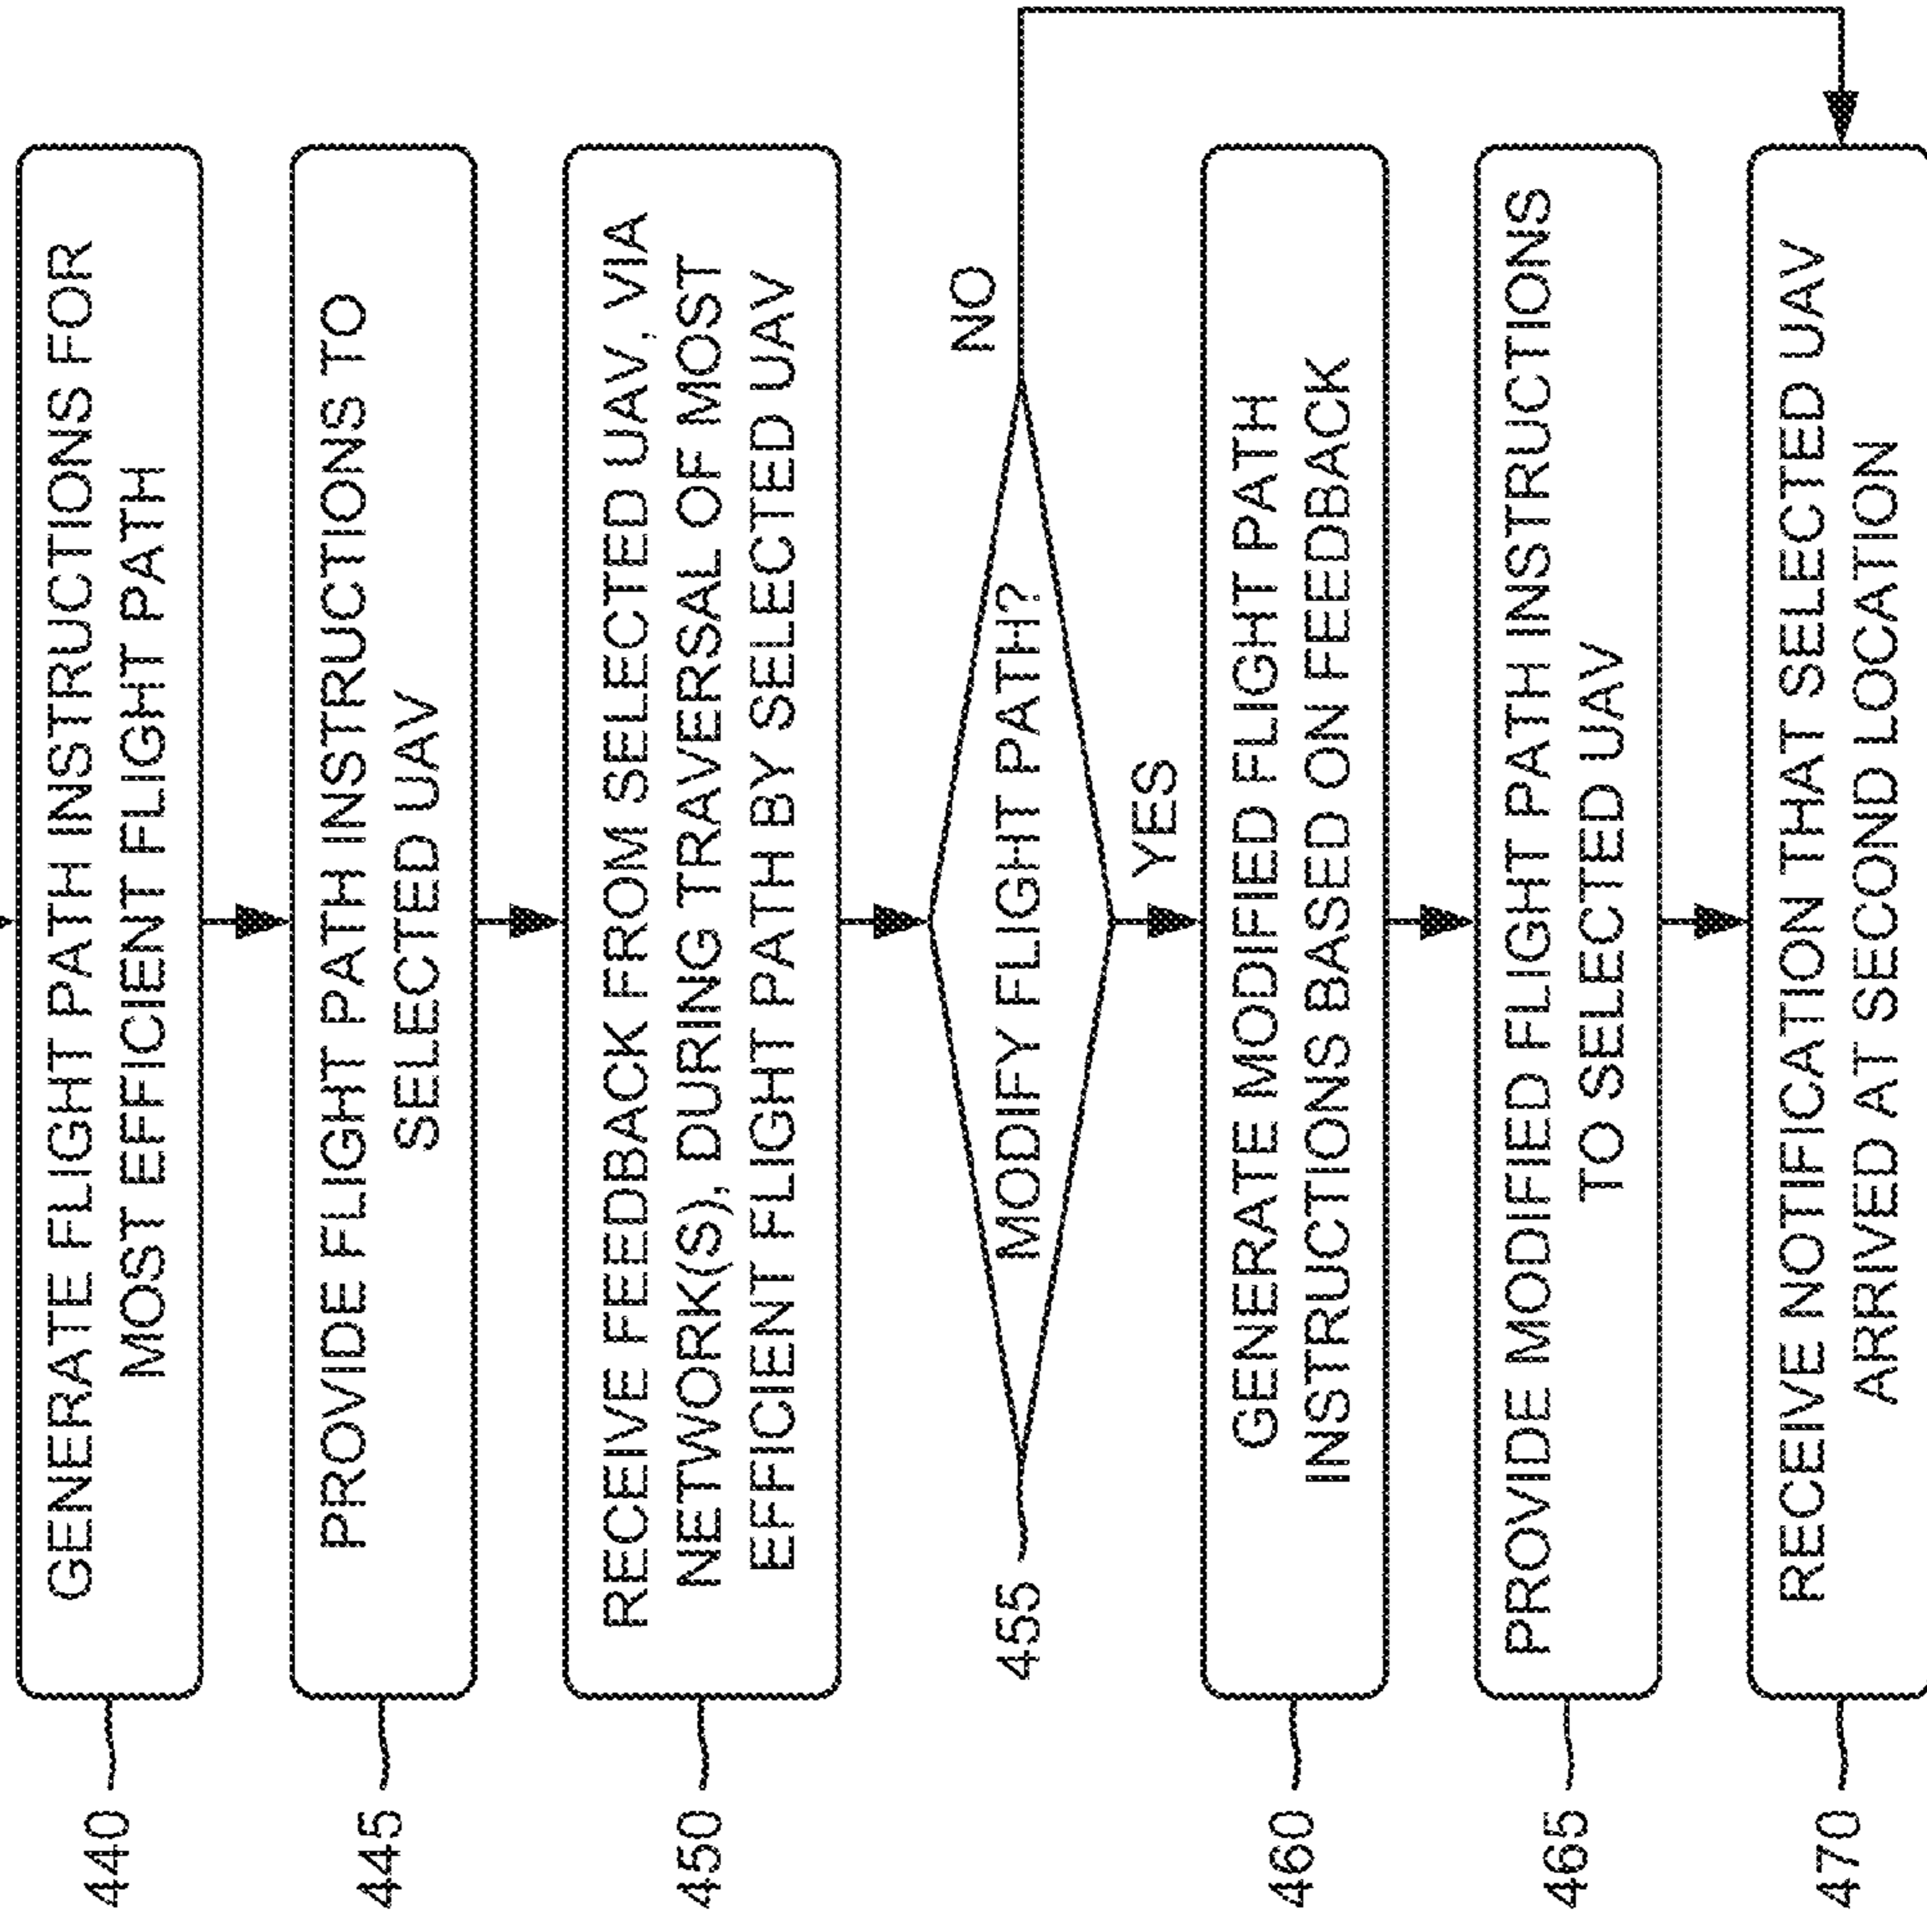 440
GENERATE FLIGHT PATH INSTRUCTIONS FOR
MOST EFFICIENT FLIGHT PATH
445
PROVIDE FLIGHT PATH INSTRUCTIONS TO
SELECTED UAV
450
RECEIVE FEEDBACK FROM SELECTED UAV, VIA
NETWORK(S), DURING TRAVERSAL OF MOST
EFFICIENT FLIGHT PATH BY SELECTED UAV
455
MODIFY FLIGHT PATH?
NO
YES
460
GENERATE MODIFIED FLIGHT PATH
INSTRUCTIONS BASED ON FEEDBACK
465
PROVIDE MODIFIED FLIGHT PATH INSTRUCTIONS
TO SELECTED UAV
470
RECEIVE NOTIFICATION THAT SELECTED UAV
ARRIVED AT SECOND LOCATION